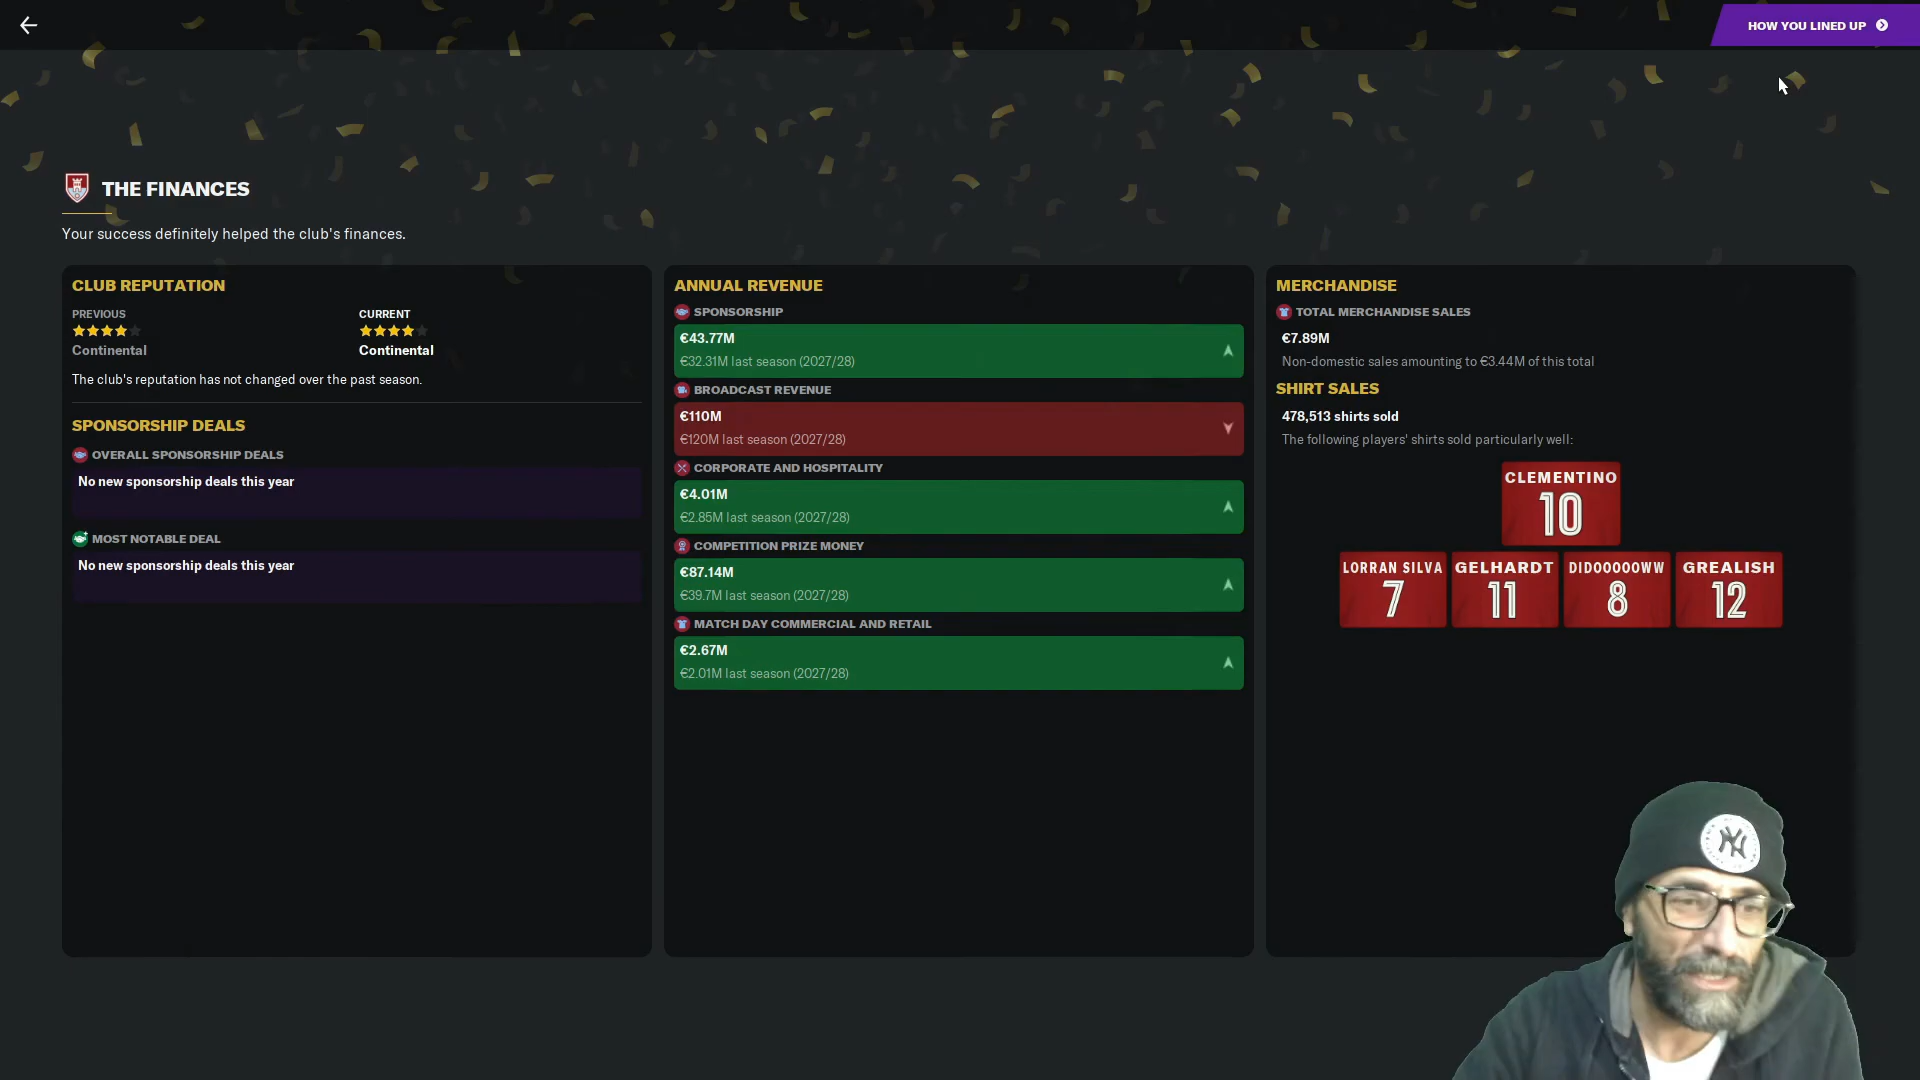 HOW YOU LINED UP
THE FINANCES
Your success definitely helped the club's finances.
CLUB REPUTATION
PREVIOUS
CURRENT
Continental
Continental
The club's reputation has not changed over the past season.
SPONSORSHIP DEALS
OVERALL SPONSORSHIP DEALS
No new sponsorship deals this year
MOST NOTABLE DEAL
No new sponsorship deals this year
ANNUAL REVENUE
SPONSORSHIP
€43.77M
€32.31M last season (2027/28)
BROADCAST REVENUE
€110M
€120M last season (2027/28)
CORPORATE AND HOSPITALITY
€4.01M
€2.85M last season (2027/28)
COMPETITION PRIZE MONEY
€87.14M
€39.7M last season (2027/28)
MATCH DAY COMMERCIAL AND RETAIL
€2.67M
€2.01M last season (2027/28)
MERCHANDISE
TOTAL MERCHANDISE SALES
€7.89M
Non-domestic sales amounting to €3.44M of this total
SHIRT SALES
478,513 shirts sold
The following players' shirts sold particularly well:
CLEMENTINO
10
LORRAN SILVA
7
GELHARDT
11
DIDOOOOOWW
8
GREALISH
12
NY